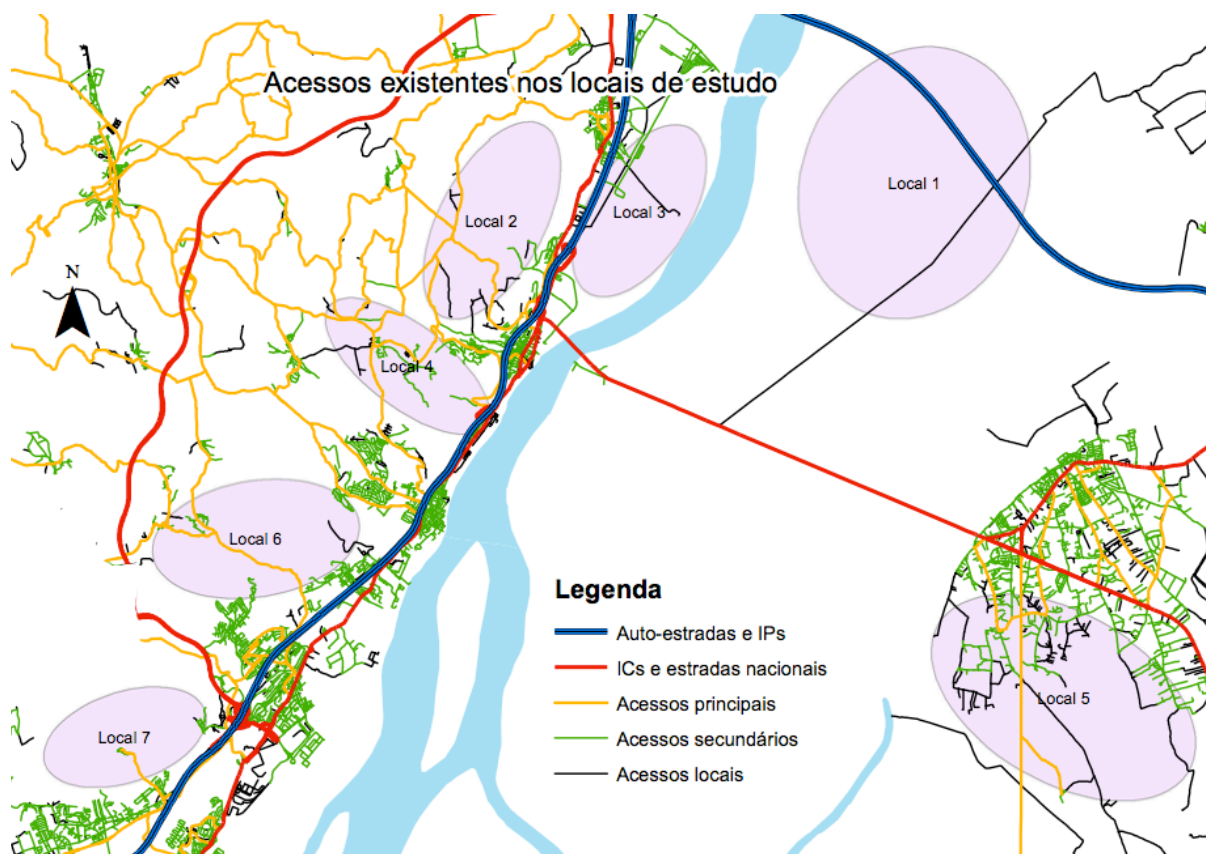 Acessos existentes nos locais de estudo
Local 1
Local 2
Local 3
N
Local 4
Local 6
Legenda
Auto-estradas e IPs
ICs e estradas nacionais
Acessos principais
Acessos secundários
Acessos locais
Local 5
Local 7